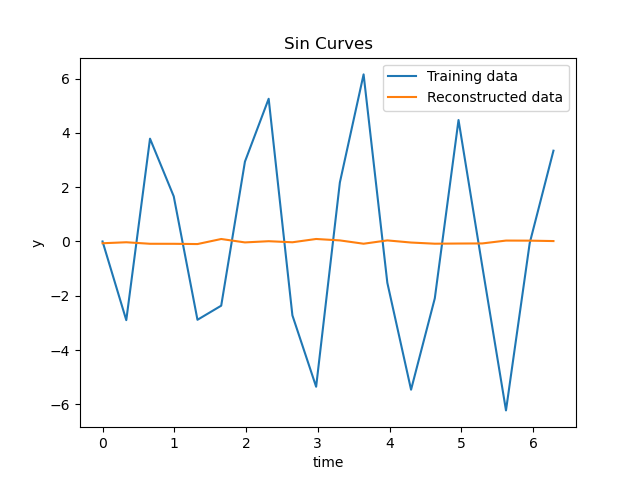 Sin Curves
Training data
Reconstructed data
6
4
2
0
−2
−4
−6
y
0 1 2 3 4 5 6
time